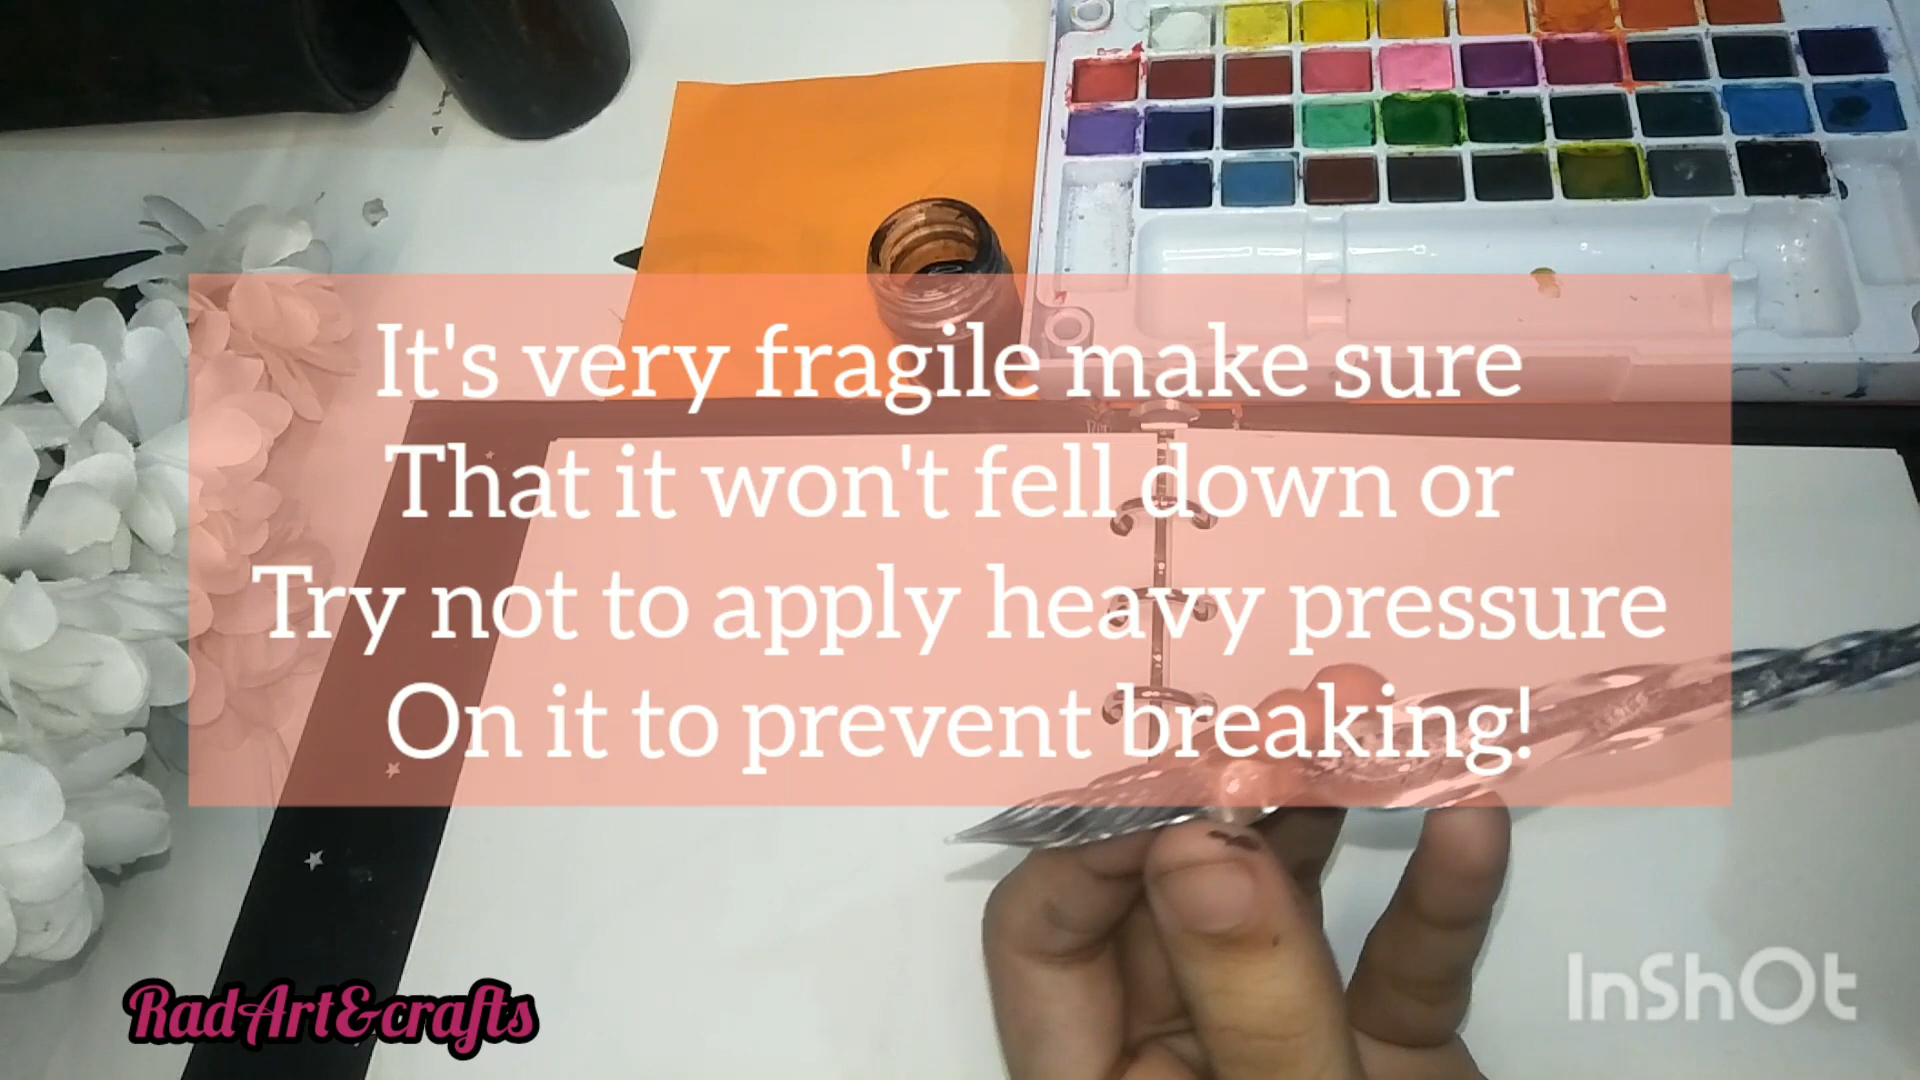 It's very fragile make sure
That it won't fell down or
Try not to apply heavy pressure
On it to prevent breaking!
RadArt&crafts
InShOt